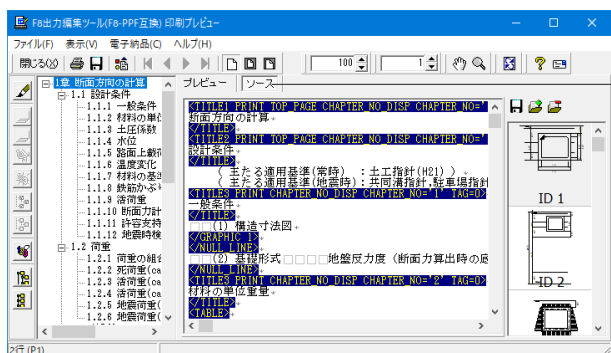 F8出力編集ツール(F8-PPF互換) 印刷プレビュー
ファイル(F) 表示(V) 電子納品(C) ヘルプ(H)
閉じる(X) 100 1
プレビュー ソース
1章 断面方向の計算
1.1 設計条件
1.1.1 一般条件
1.1.2 材料の単位
1.1.3 土圧係数
1.1.4 水位
1.1.5 路面上載荷
1.1.6 温度変化
1.1.7 材料の基準
1.1.8 鉄筋かぶり
1.1.9 活荷重
1.1.10 断面力計
1.1.11 許容支持
1.1.12 地震時検
1.2 荷重
1.2.1 荷重の組合
1.2.2 死荷重(ca
1.2.3 活荷重(ca
1.2.4 活荷重(ca
1.2.5 地震荷重(
1.2.6 地震荷重(
<TITLE1 PRINT TOP_PAGE CHAPTER_NO_DISP CHAPTER_NO='
断面方向の計算↓
</TITLE>↓
<TITLE2 PRINT TOP_PAGE CHAPTER_NO_DISP CHAPTER_NO='
設計条件↓
</TITLE>↓
( 主たる適用基準(常時) :土工指針(H21) )↓
( 主たる適用基準(地震時):共同溝指針,駐車場指針
<TITLE3 PRINT CHAPTER_NO_DISP CHAPTER_NO='1' TAG=0>
一般条件↓
</TITLE>↓
□□(1) 構造寸法図↓
</GRAPHIC 1>↓
</NULL_LINE>↓
□□(2) 基礎形式□□□□地盤反力度 (断面力算出時の底
</NULL_LINE>↓
<TITLE3 PRINT CHAPTER_NO_DISP CHAPTER_NO='2' TAG=0>
材料の単位重量↓
</TITLE>↓
<TABLE>↓
ID 1
ID 2
2行 (P1)